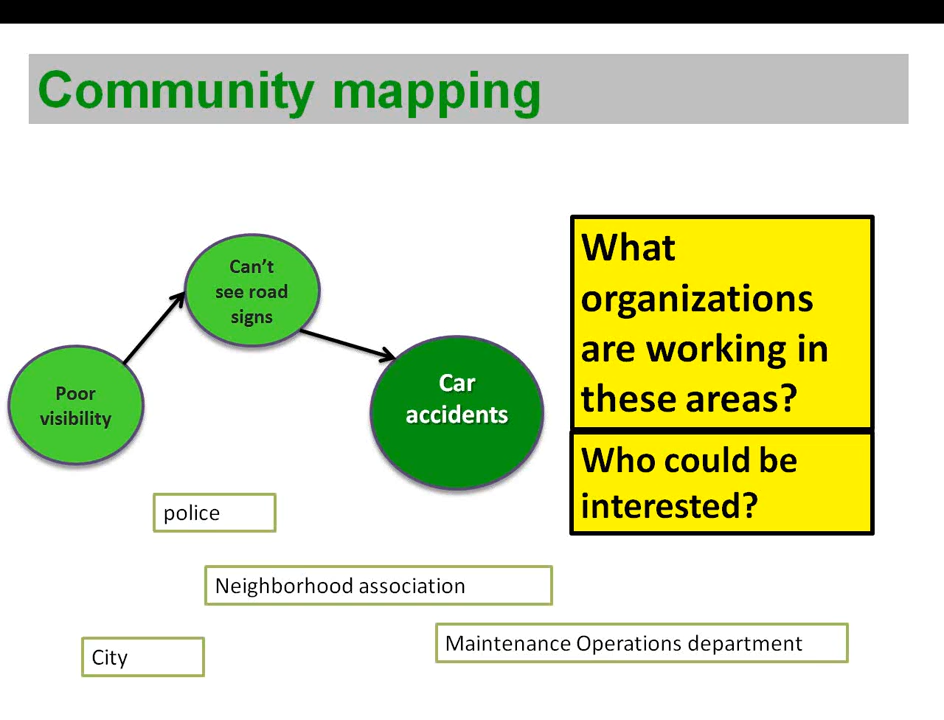 Community mapping
Can't
see road
signs
Poor
visibility
Car
accidents
What
organizations
are working in
these areas?
Who could be
interested?
police
Neighborhood association
Maintenance Operations department
City